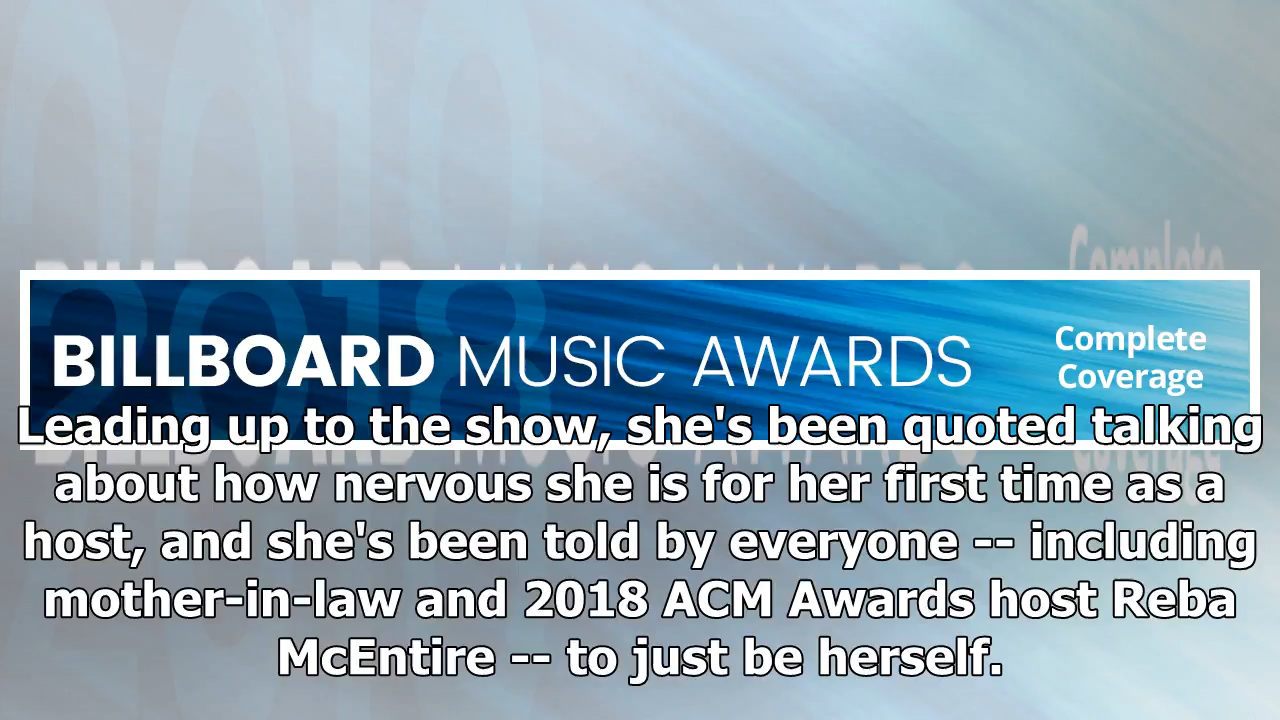 2018
BILLBOARD MUSIC AWARDS
Complete
Coverage
Leading up to the show, she's been quoted talking
about how nervous she is for her first time as a
host, and she's been told by everyone -- including
mother-in-law and 2018 ACM Awards host Reba
McEntire -- to just be herself.